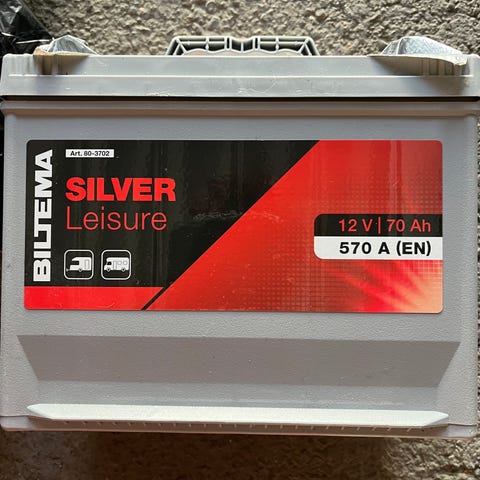 BILTEMA
Art. 80-3702
SILVER
Leisure
12 V | 70 Ah
570 A (EN)